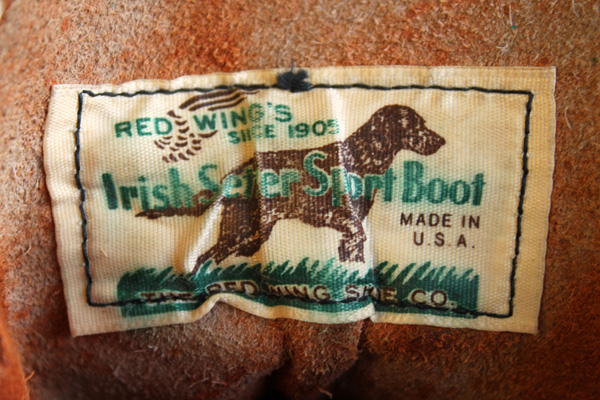 RED WING'S
SINCE 1905
Irish Setter Sport Boot
MADE IN
U.S.A.
THE RED WING SHOE CO.